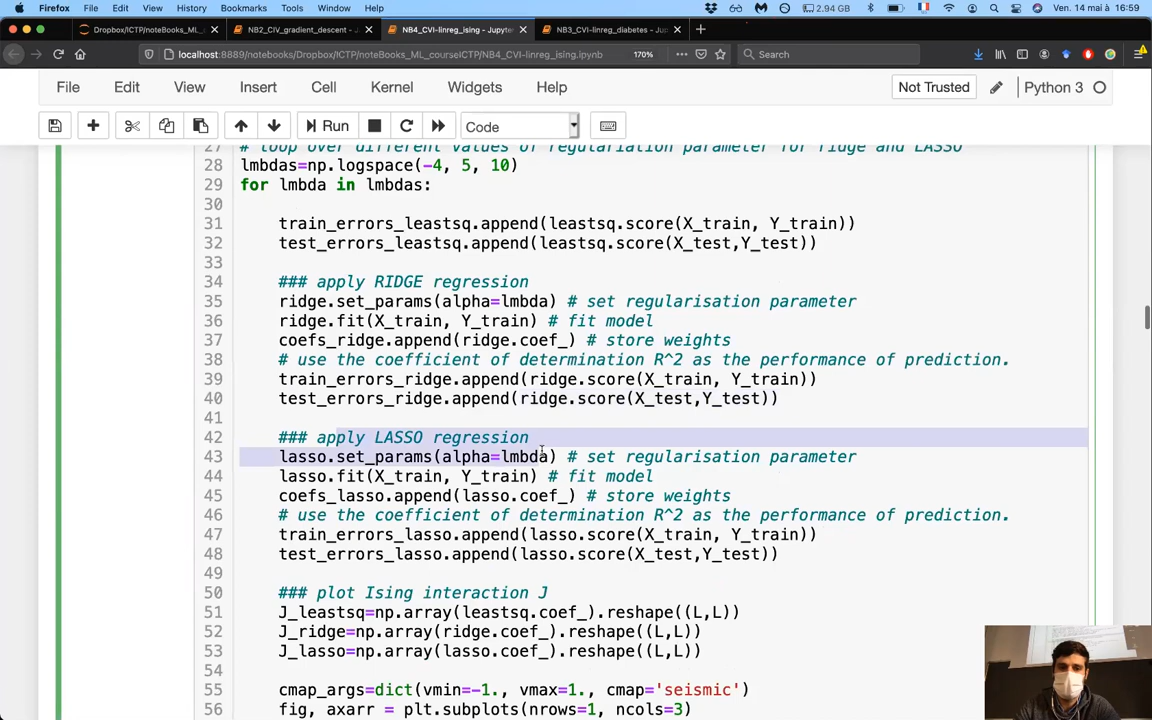 Firefox File Edit View History Bookmarks Tools Window Help 2.94 GB Ven. 14 mai à 16:59
Dropbox/ICTP/noteBooks_ML_ NB2_CIV_gradient_descent - NB4_CVI-linreg_ising - Jupyter NB3_CVI-linreg_diabetes - Jup
localhost:8889/notebooks/Dropbox/ICTP/noteBooks_ML_courseICTP/NB4_CVI-linreg_ising.ipynb 170% Search
File Edit View Insert Cell Kernel Widgets Help Not Trusted Python 3
Run Code
27 # loop over different values of regulariation parameter for ridge and LASSO
28 lmbdas=np.logspace(-4, 5, 10)
29 for lmbda in lmbdas:
30
31 train_errors_leastsq.append(leastsq.score(X_train, Y_train))
32 test_errors_leastsq.append(leastsq.score(X_test,Y_test))
33
34 ### apply RIDGE regression
35 ridge.set_params(alpha=lmbda) # set regularisation parameter
36 ridge.fit(X_train, Y_train) # fit model
37 coefs_ridge.append(ridge.coef_) # store weights
38 # use the coefficient of determination R^2 as the performance of prediction.
39 train_errors_ridge.append(ridge.score(X_train, Y_train))
40 test_errors_ridge.append(ridge.score(X_test,Y_test))
41
42 ### apply LASSO regression
43 lasso.set_params(alpha=lmbda) # set regularisation parameter
44 lasso.fit(X_train, Y_train) # fit model
45 coefs_lasso.append(lasso.coef_) # store weights
46 # use the coefficient of determination R^2 as the performance of prediction.
47 train_errors_lasso.append(lasso.score(X_train, Y_train))
48 test_errors_lasso.append(lasso.score(X_test,Y_test))
49
50 ### plot Ising interaction J
51 J_leastsq=np.array(leastsq.coef_).reshape((L,L))
52 J_ridge=np.array(ridge.coef_).reshape((L,L))
53 J_lasso=np.array(lasso.coef_).reshape((L,L))
54
55 cmap_args=dict(vmin=-1., vmax=1., cmap='seismic')
56 fig, axarr = plt.subplots(nrows=1, ncols=3)